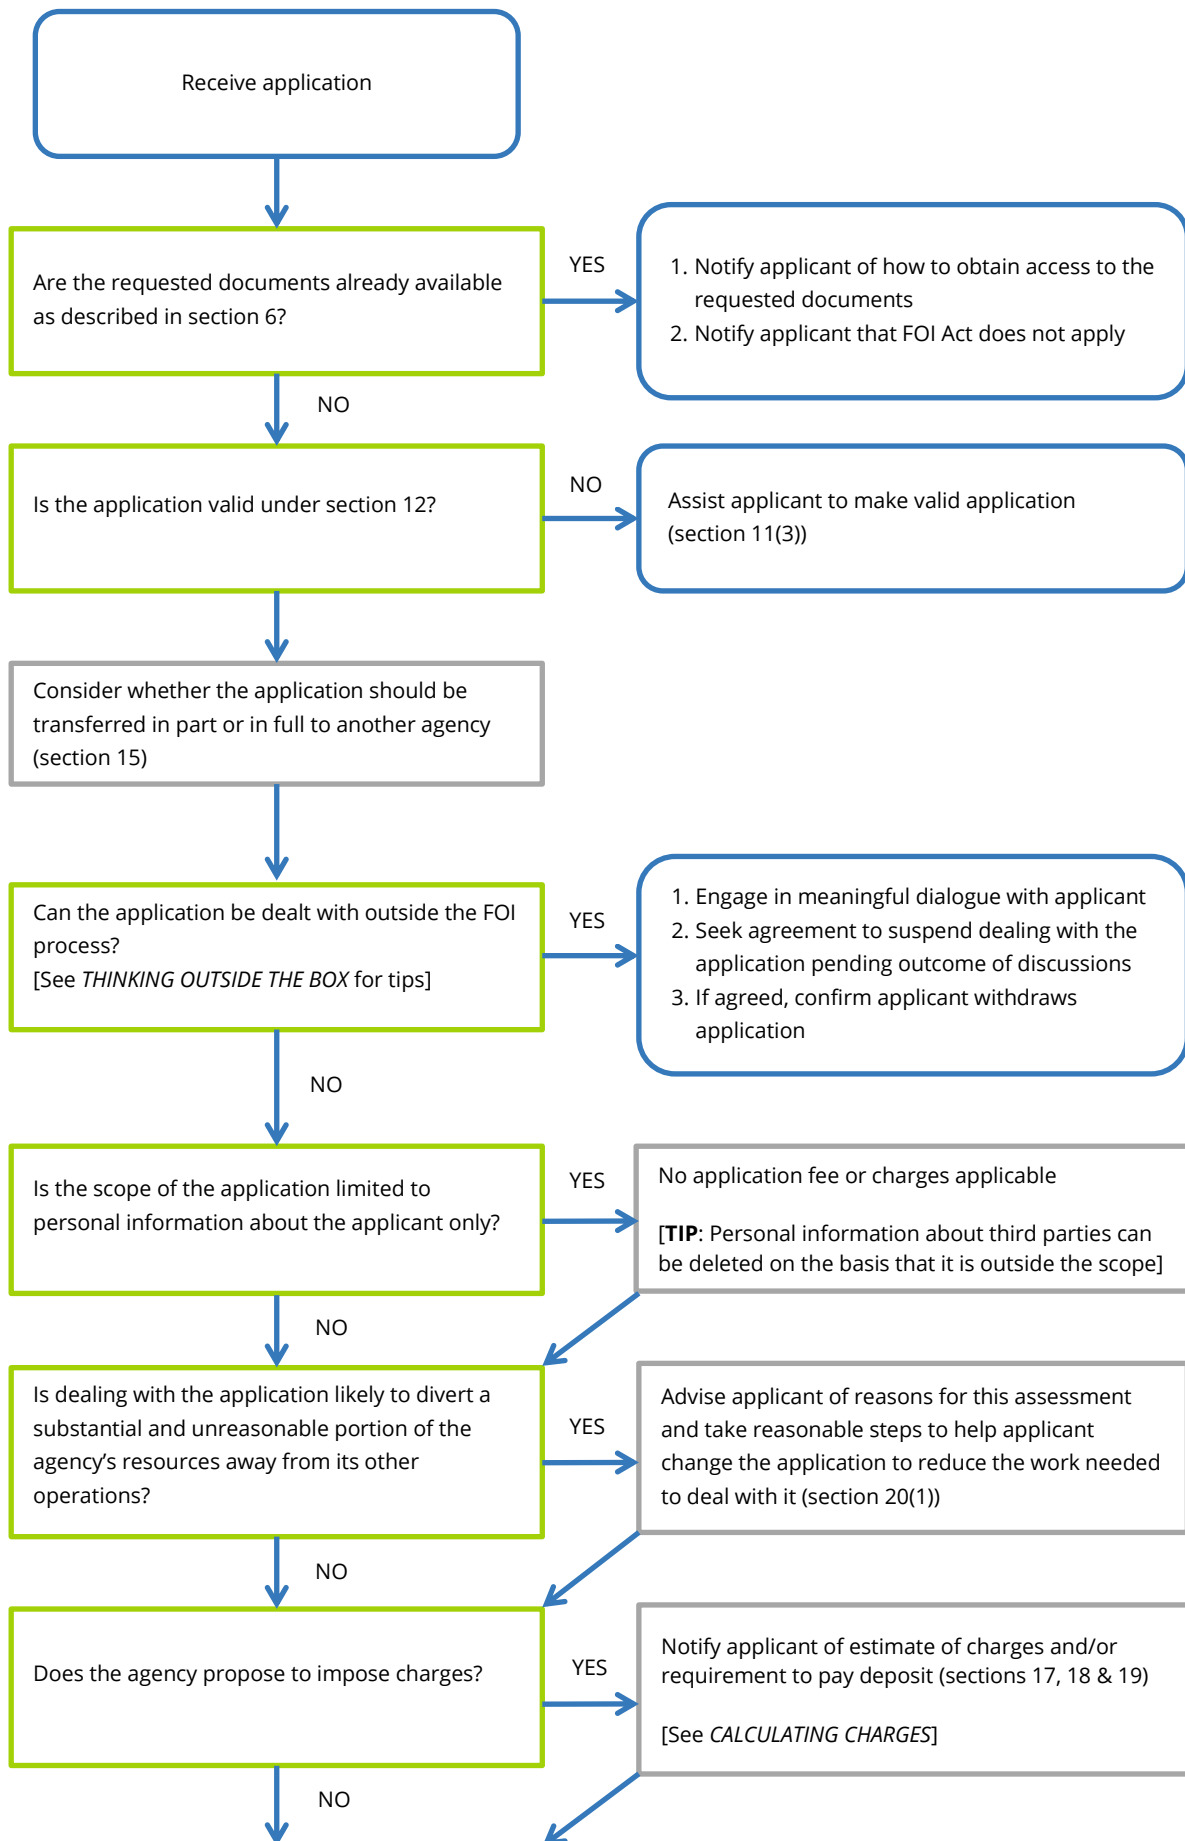 Receive application
Are the requested documents already available
as described in section 6?
YES
1. Notify applicant of how to obtain access to the
requested documents
2. Notify applicant that FOI Act does not apply
NO
Is the application valid under section 12?
NO
Assist applicant to make valid application
(section 11(3))
Consider whether the application should be
transferred in part or in full to another agency
(section 15)
Can the application be dealt with outside the FOI
process?
[See THINKING OUTSIDE THE BOX for tips]
YES
1. Engage in meaningful dialogue with applicant
2. Seek agreement to suspend dealing with the
application pending outcome of discussions
3. If agreed, confirm applicant withdraws
application
NO
Is the scope of the application limited to
personal information about the applicant only?
YES
No application fee or charges applicable
[TIP: Personal information about third parties can
be deleted on the basis that it is outside the scope]
NO
Is dealing with the application likely to divert a
substantial and unreasonable portion of the
agency’s resources away from its other
operations?
YES
Advise applicant of reasons for this assessment
and take reasonable steps to help applicant
change the application to reduce the work needed
to deal with it (section 20(1))
NO
Does the agency propose to impose charges?
YES
Notify applicant of estimate of charges and/or
requirement to pay deposit (sections 17, 18 & 19)
[See CALCULATING CHARGES]
NO